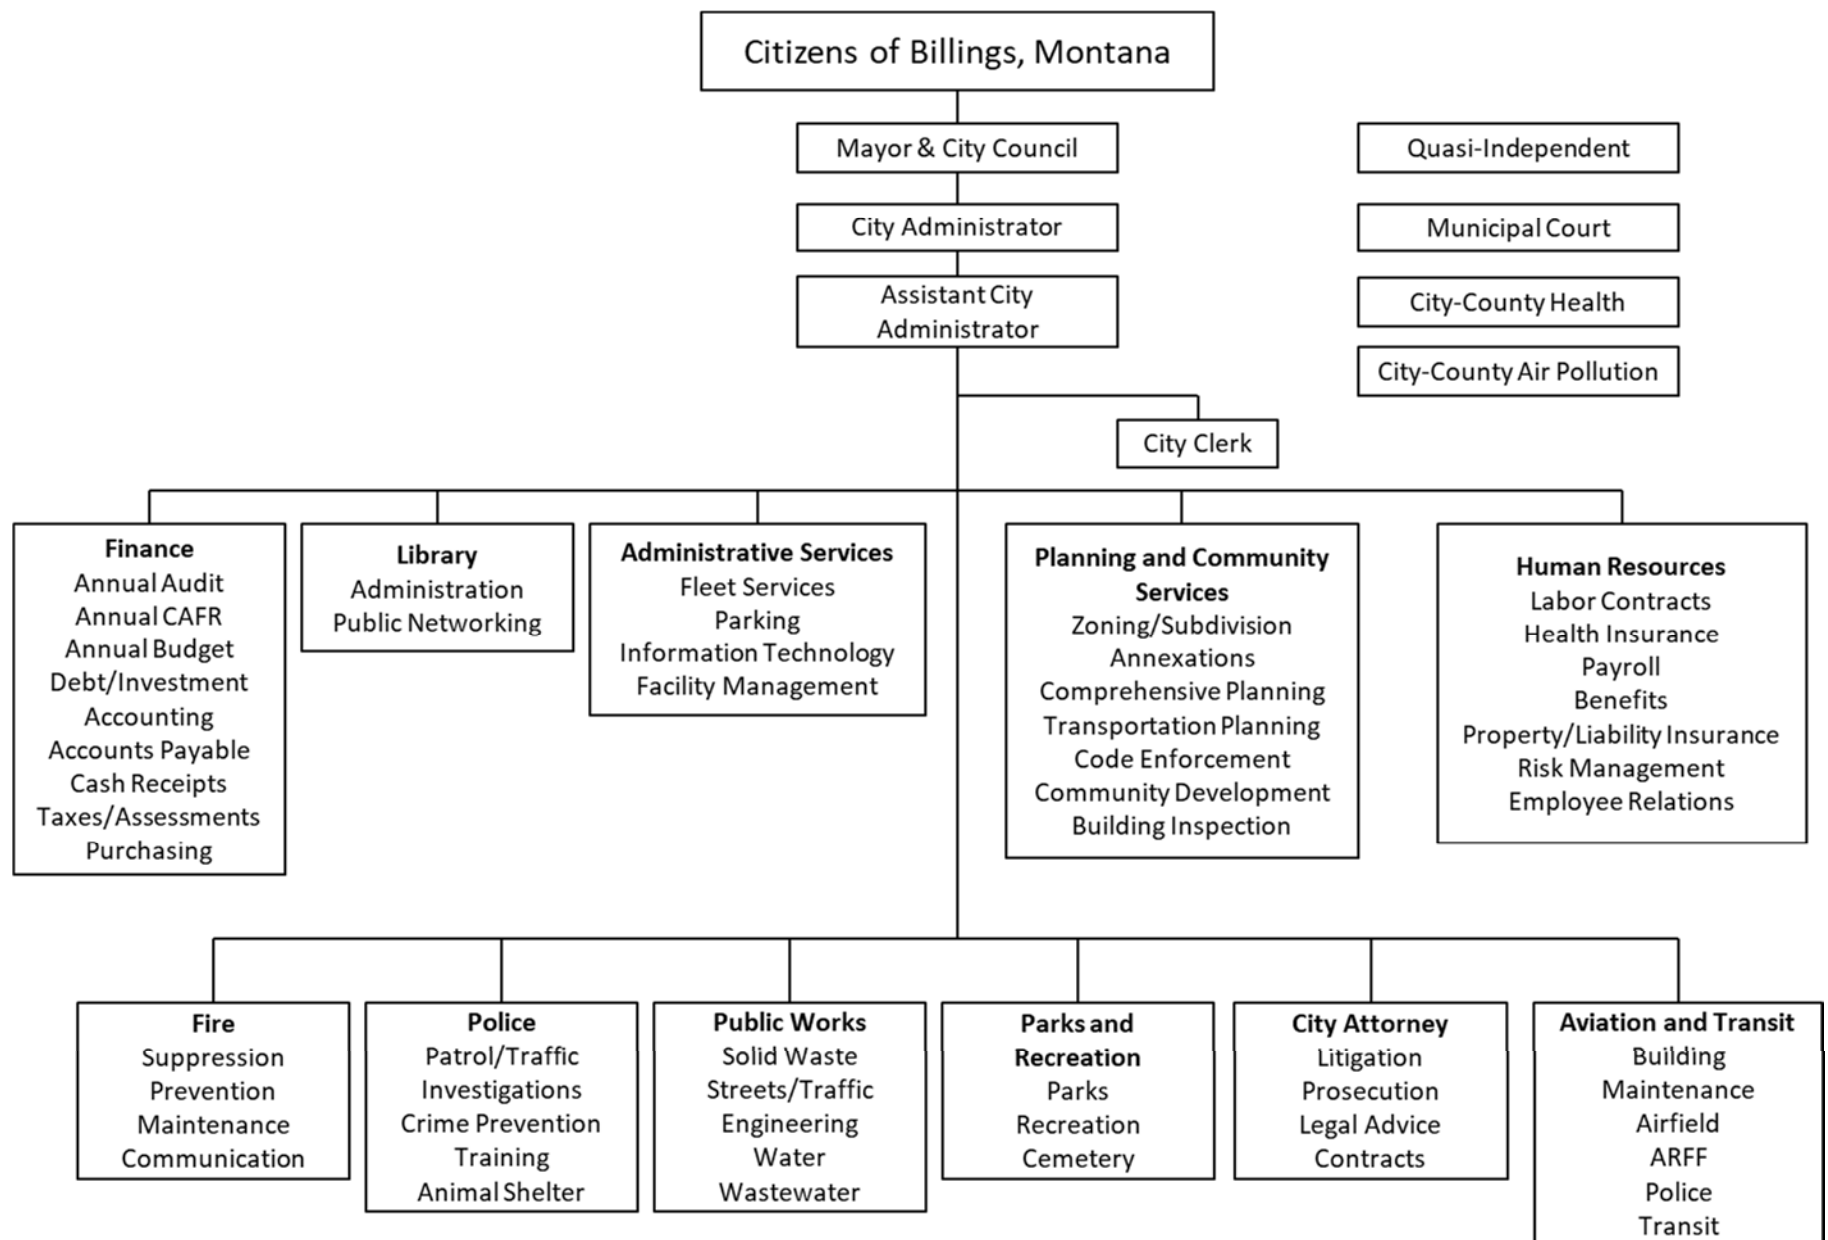 Citizens of Billings, Montana
Mayor & City Council
City Administrator
Assistant City
Administrator
Quasi-Independent
Municipal Court
City-County Health
City-County Air Pollution
City Clerk
Finance
Annual Audit
Annual CAFR
Annual Budget
Debt/Investment
Accounting
Accounts Payable
Cash Receipts
Taxes/Assessments
Purchasing
Library
Administration
Public Networking
Administrative Services
Fleet Services
Parking
Information Technology
Facility Management
Planning and Community
Services
Zoning/Subdivision
Annexations
Comprehensive Planning
Transportation Planning
Code Enforcement
Community Development
Building Inspection
Human Resources
Labor Contracts
Health Insurance
Payroll
Benefits
Property/Liability Insurance
Risk Management
Employee Relations
Fire
Suppression
Prevention
Maintenance
Communication
Police
Patrol/Traffic
Investigations
Crime Prevention
Training
Animal Shelter
Public Works
Solid Waste
Streets/Traffic
Engineering
Water
Wastewater
Parks and
Recreation
Parks
Recreation
Cemetery
City Attorney
Litigation
Prosecution
Legal Advice
Contracts
Aviation and Transit
Building
Maintenance
Airfield
ARFF
Police
Transit